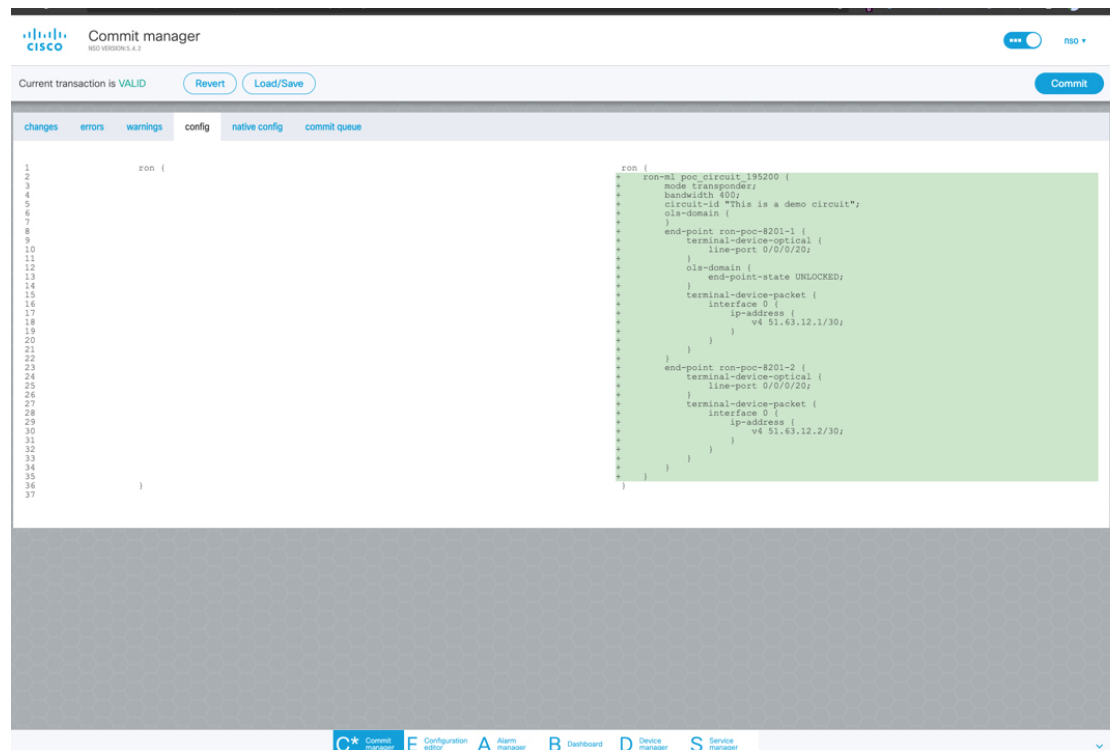 CISCO
Commit manager
NSO VERSION:5.4.2
nso
Current transaction is VALID
Revert
Load/Save
Commit
changes errors warnings config native config commit queue
1 ron { ron {
2 + ron-ml poc_circuit_195200 {
3 + mode transponder;
4 + bandwidth 400;
5 + circuit-id "This is a demo circuit";
6 + ols-domain {
7 + }
8 + end-point ron-poc-8201-1 {
9 + terminal-device-optical {
10 + line-port 0/0/0/20;
11 + }
12 + ols-domain {
13 + end-point-state UNLOCKED;
14 + }
15 + terminal-device-packet {
16 + interface 0 {
17 + ip-address {
18 + v4 51.63.12.1/30;
19 + }
20 + }
21 + }
22 + }
23 + end-point ron-poc-8201-2 {
24 + terminal-device-optical {
25 + line-port 0/0/0/20;
26 + }
27 + terminal-device-packet {
28 + interface 0 {
29 + ip-address {
30 + v4 51.63.12.2/30;
31 + }
32 + }
33 + }
34 + }
35 + }
36 } }
37
C* Commit manager E Configuration editor A Alarm manager B Dashboard D Device manager S Service manager